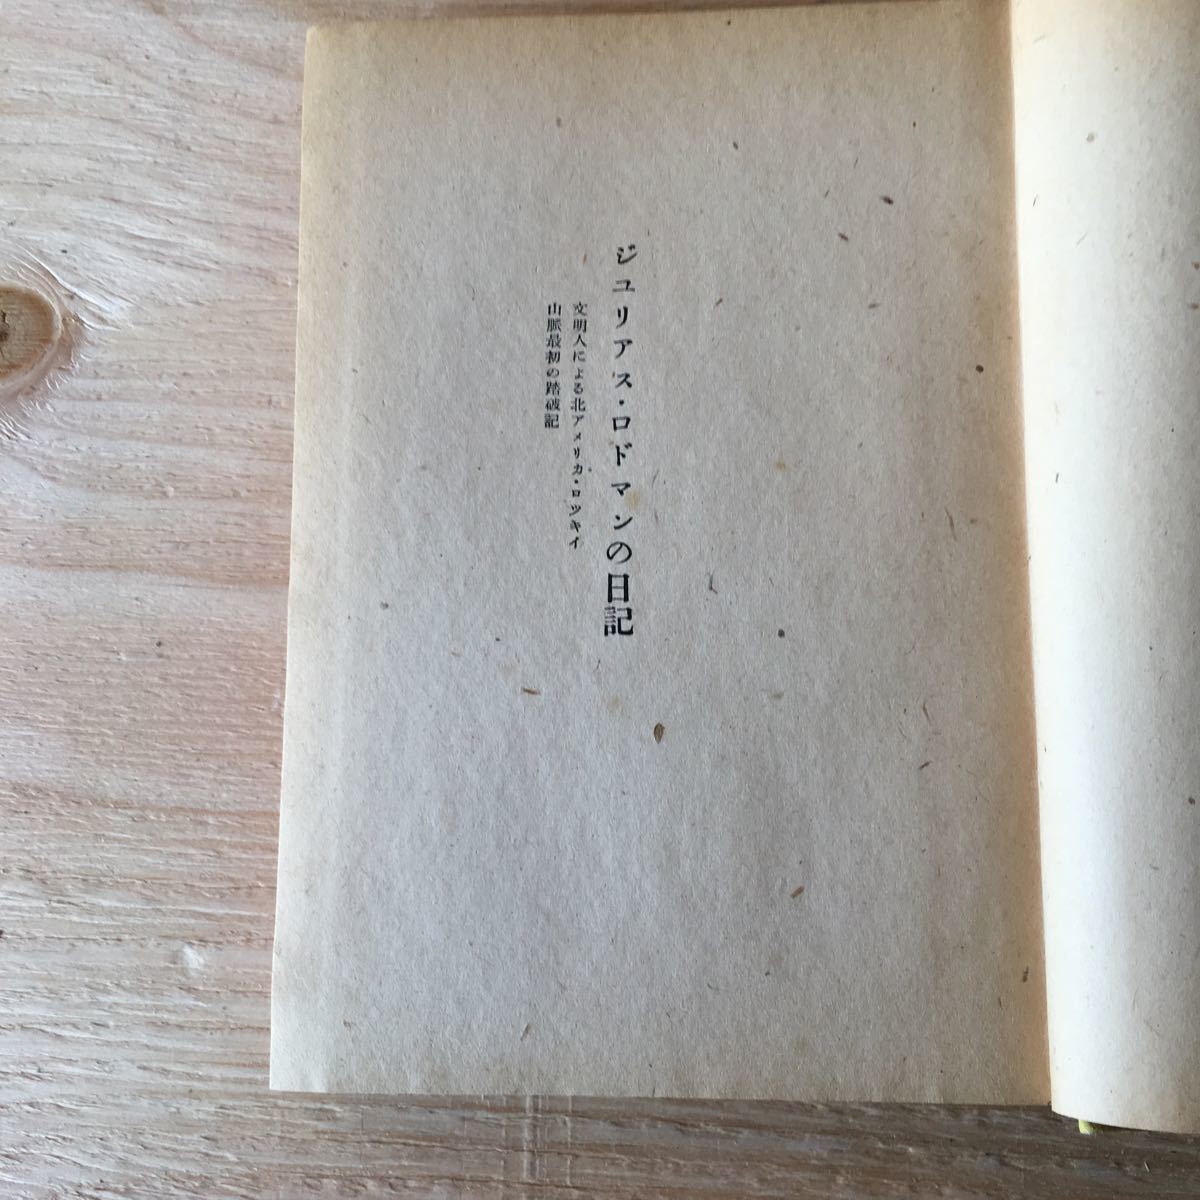 ジユリアス・ロドマンの日記
文明人による北アメリカ・ロツキイ
山脈最初の踏破記